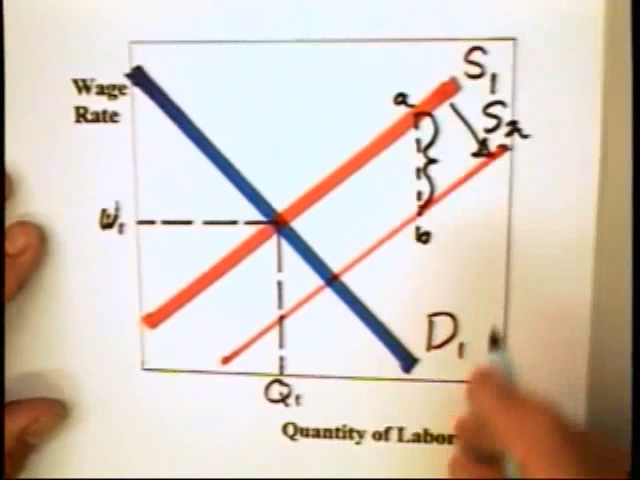 S1
Wage
Rate
a
S2
W1
b
D1
Q1
Quantity of Labor